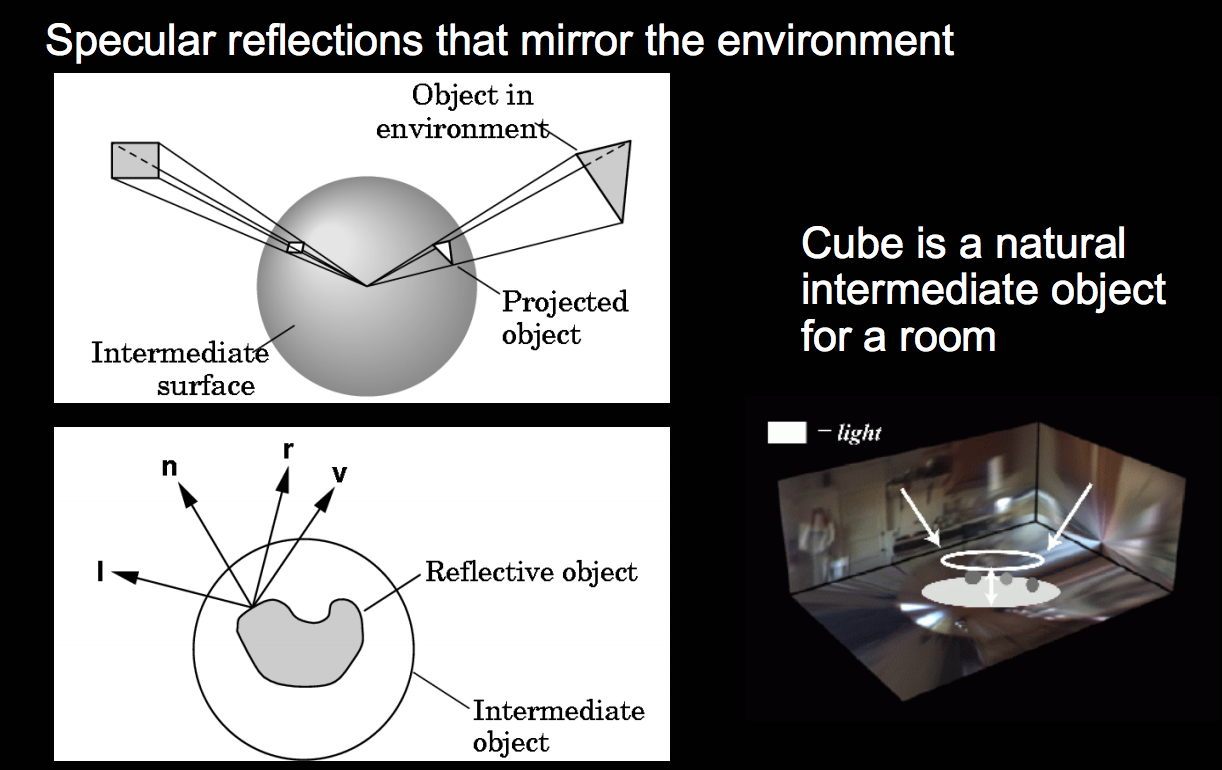 Specular reflections that mirror the environment
Object in
environment
Projected
object
Intermediate
surface
Cube is a natural
intermediate object
for a room
– light
n
r
v
l
Reflective object
Intermediate
object